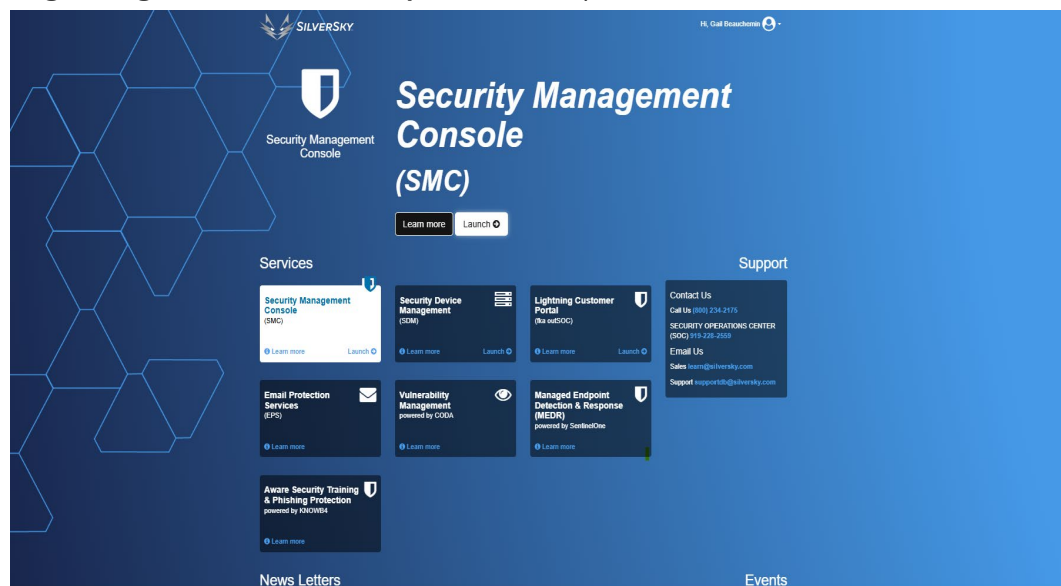 SILVERSKY
Hi, Gail Beauchemin
Security Management
Console
Security Management
Console
(SMC)
Learn more
Launch
Services
Support
Security Management
Console
(SMC)
Learn more
Launch
Security Device
Management
(SDM)
Learn more
Launch
Lightning Customer
Portal
(fka outSOC)
Learn more
Launch
Contact Us
Call Us (800) 234-2175
SECURITY OPERATIONS CENTER
(SOC) 919-228-2559
Email Us
Sales learn@silversky.com
Support supportdb@silversky.com
Email Protection
Services
(EPS)
Learn more
Vulnerability
Management
powered by CODA
Learn more
Managed Endpoint
Detection & Response
(MEDR)
powered by SentinelOne
Learn more
Aware Security Training
& Phishing Protection
powered by KNOWB4
Learn more
News Letters
Events